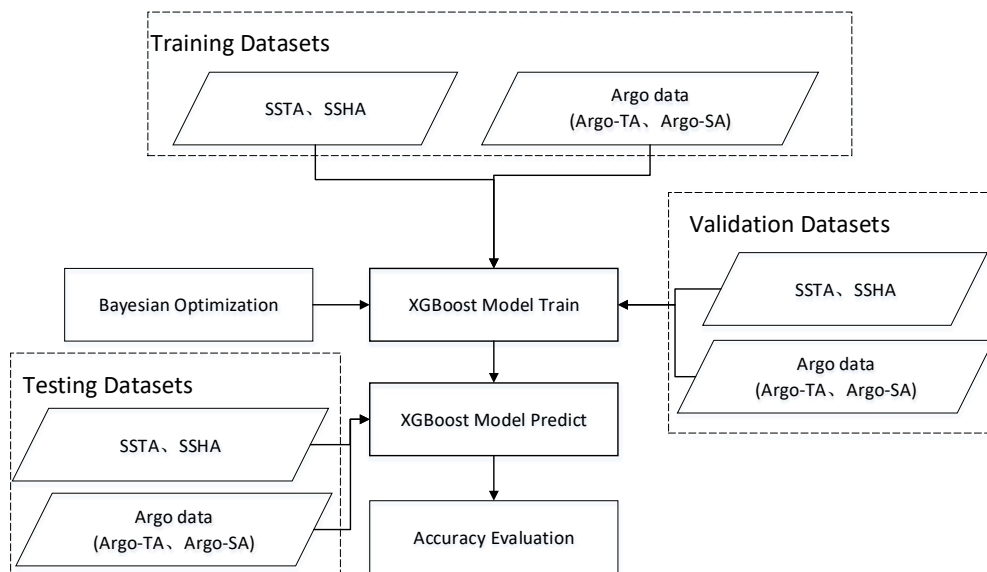 Training Datasets
SSTA、SSHA
Argo data
(Argo-TA、Argo-SA)
Validation Datasets
SSTA、SSHA
Argo data
(Argo-TA、Argo-SA)
Bayesian Optimization
XGBoost Model Train
Testing Datasets
SSTA、SSHA
Argo data
(Argo-TA、Argo-SA)
XGBoost Model Predict
Accuracy Evaluation